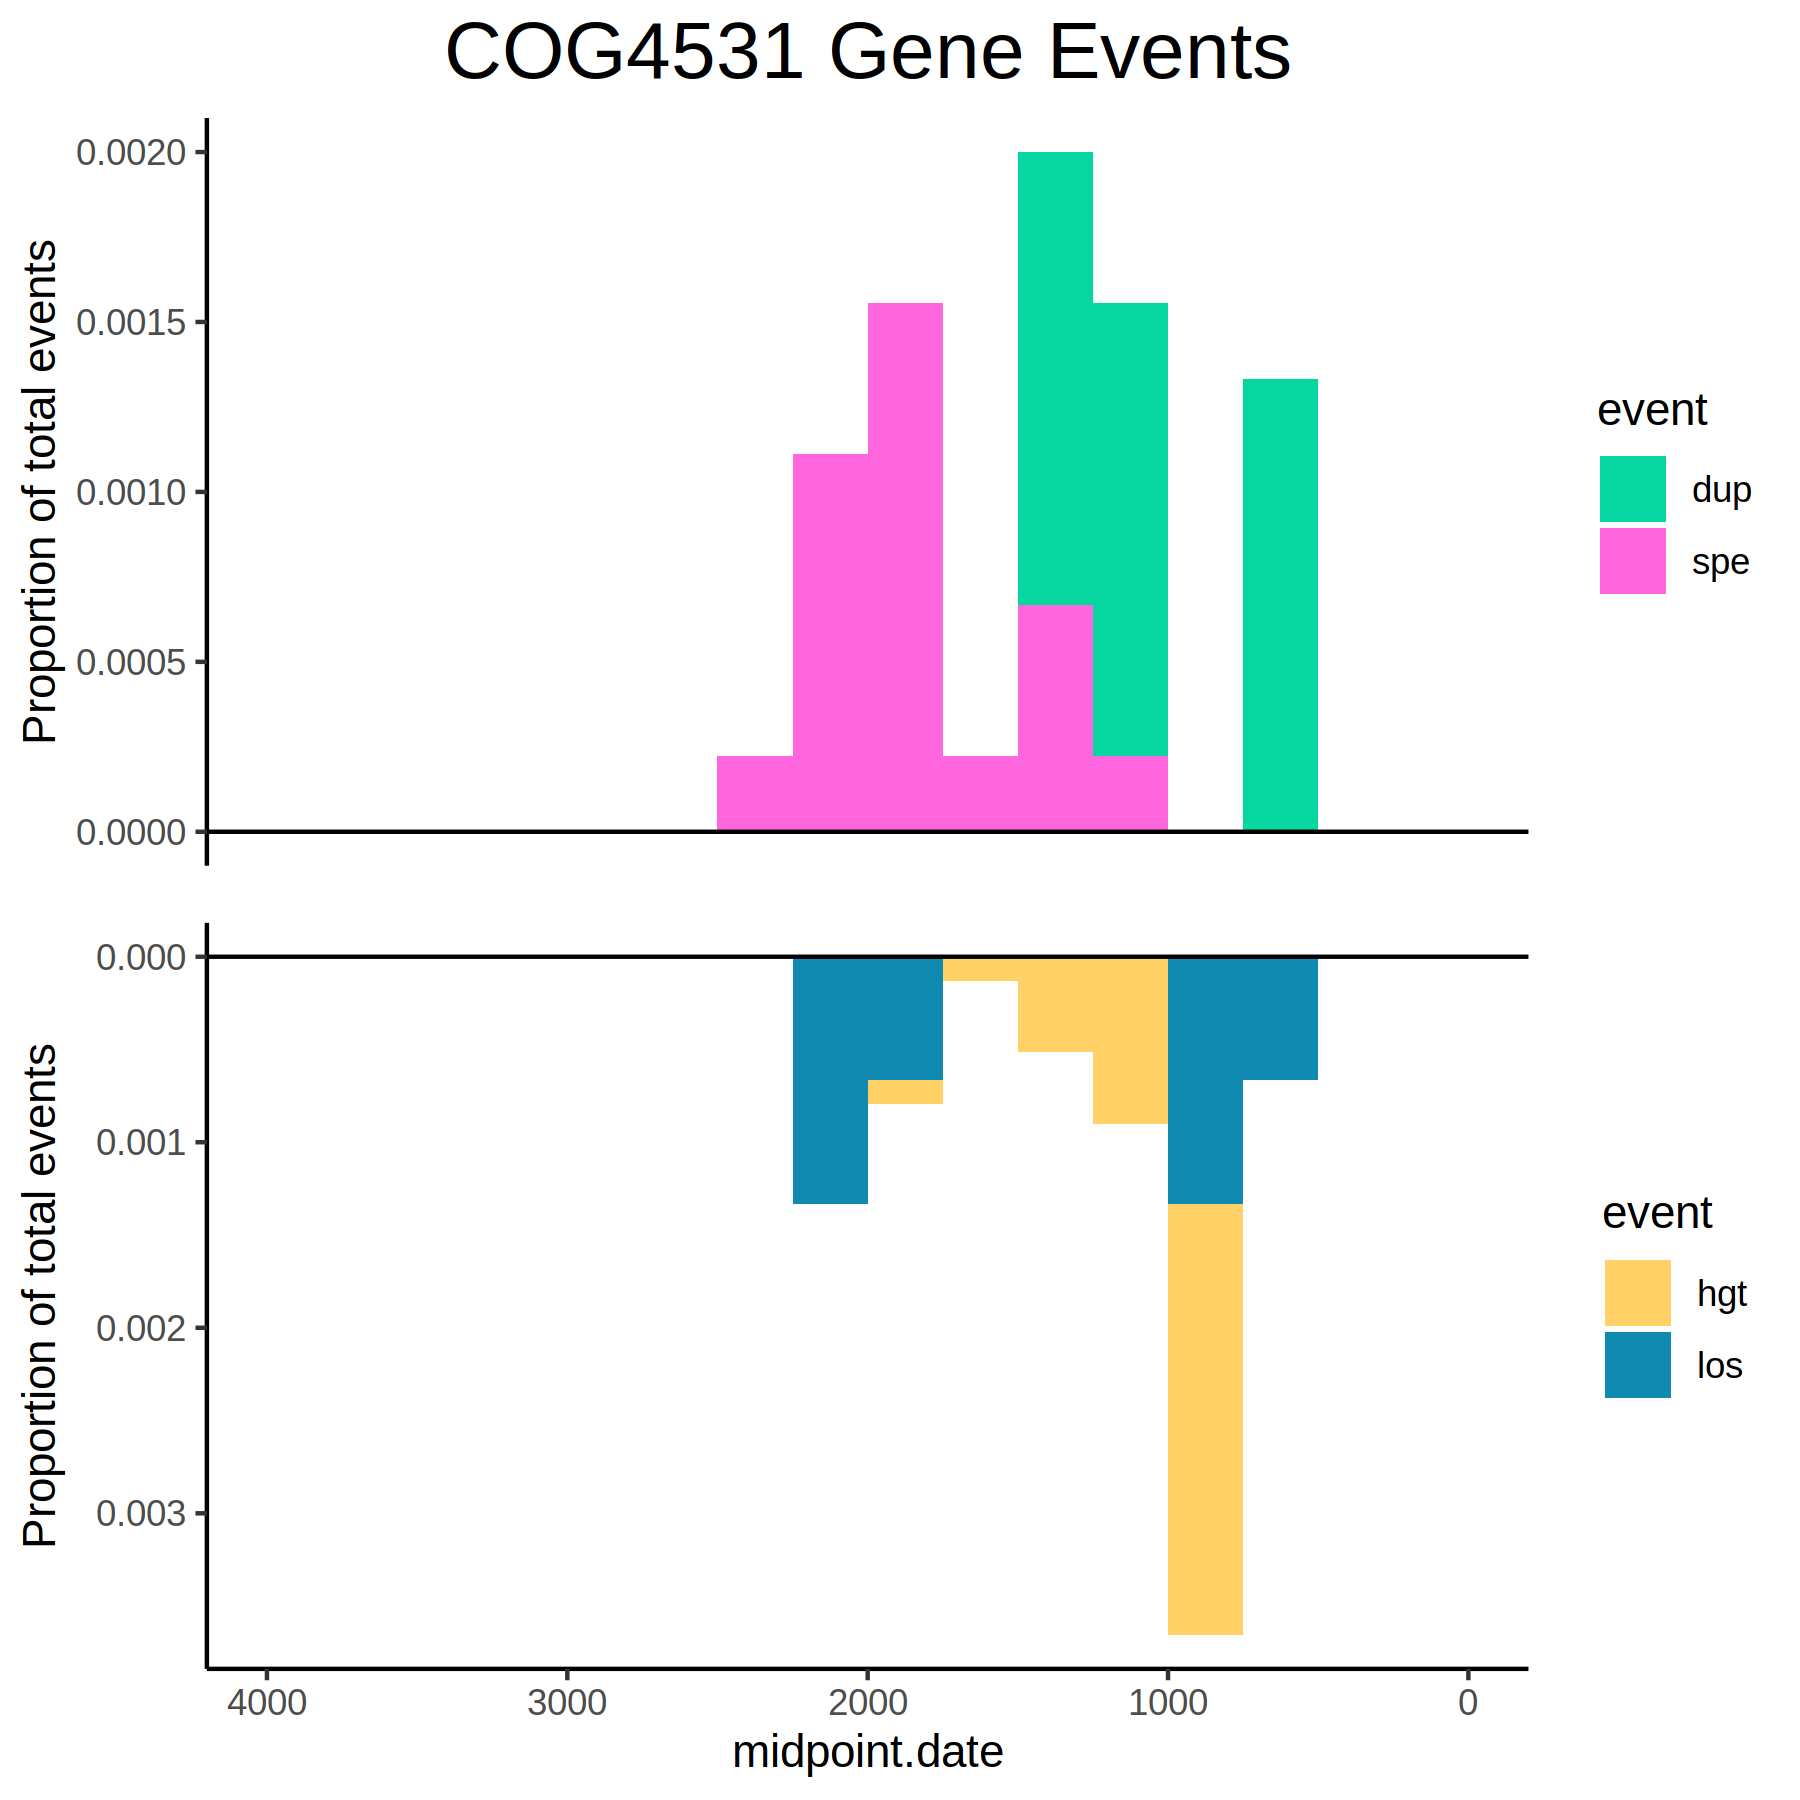 COG4531 Gene Events
Proportion of total events
0.0020
0.0015
0.0010
0.0005
0.0000
event
dup
spe
Proportion of total events
0.000
0.001
0.002
0.003
event
hgt
los
4000 3000 2000 1000 0
midpoint.date